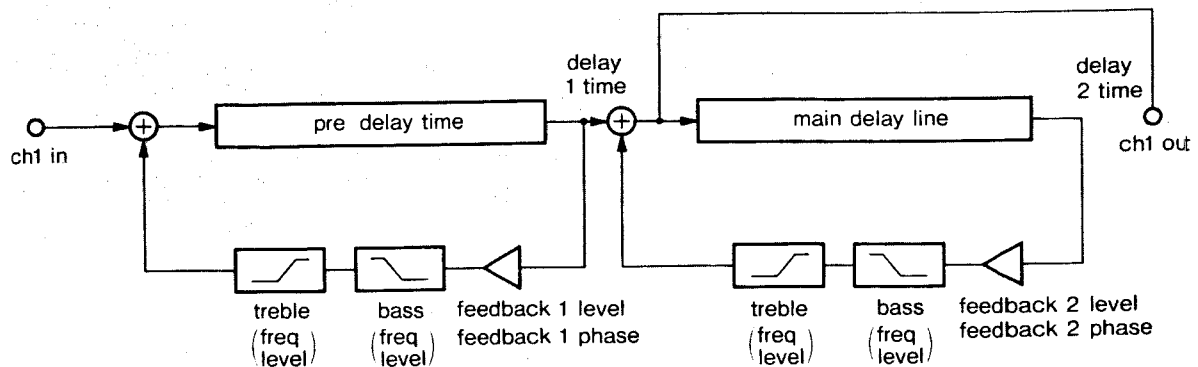 delay
1 time
delay
2 time
pre delay time
main delay line
ch1 in
ch1 out
treble
(freq
level)
bass
(freq
level)
feedback 1 level
feedback 1 phase
treble
(freq
level)
bass
(freq
level)
feedback 2 level
feedback 2 phase